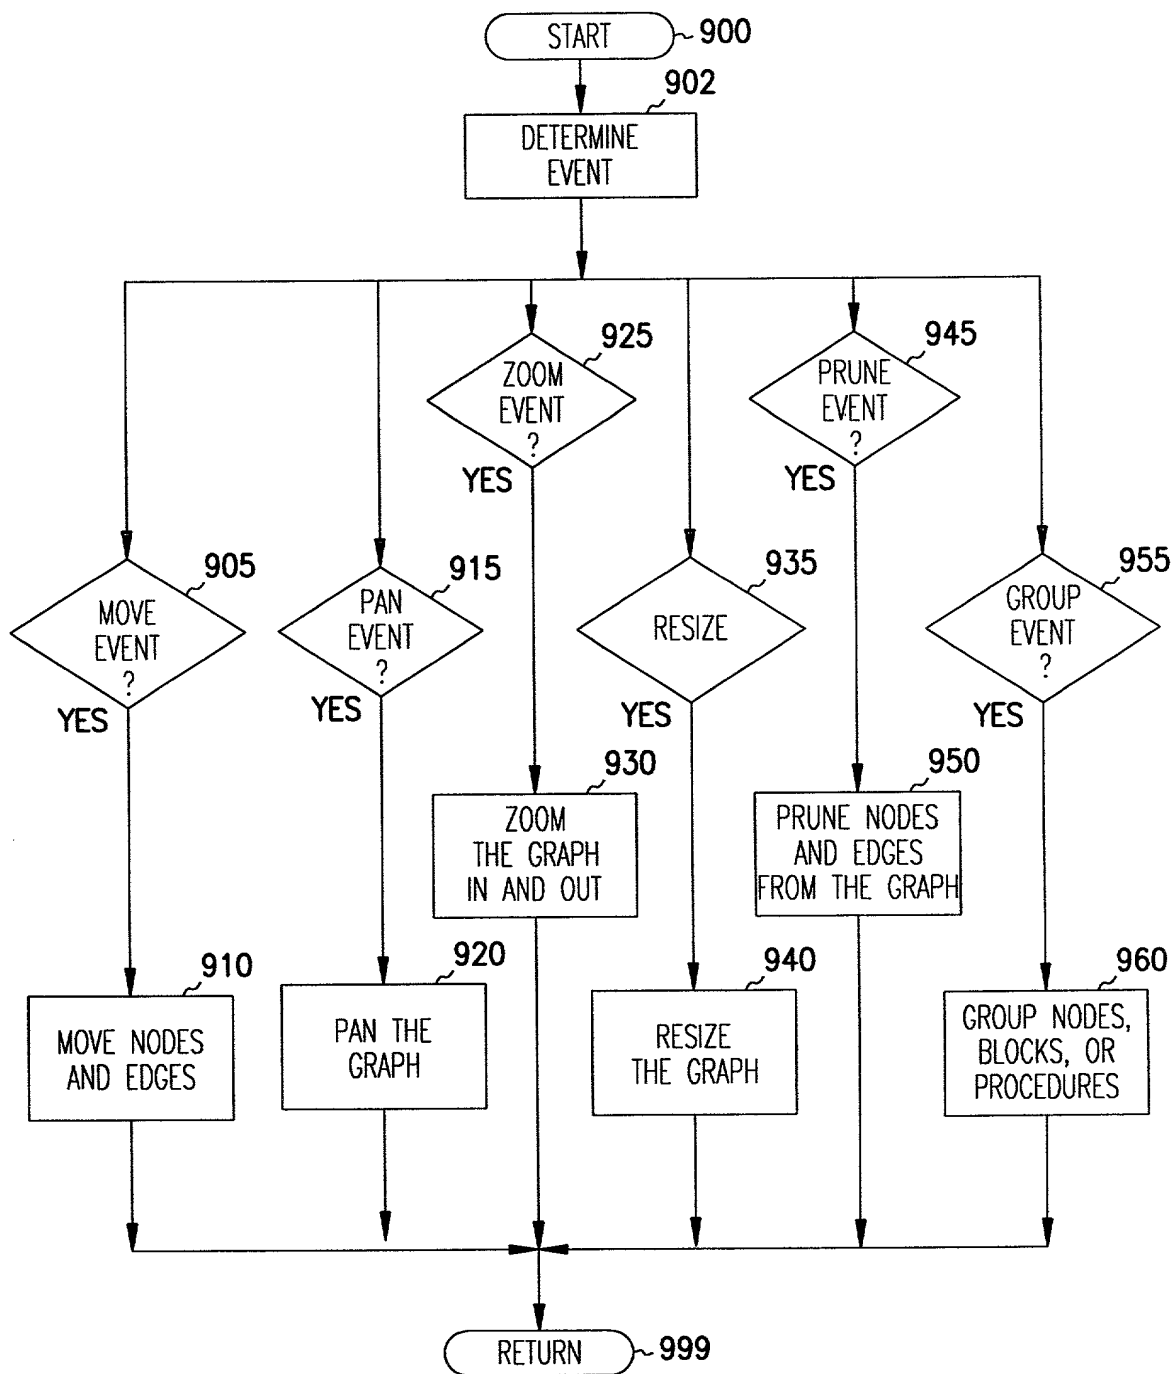 START
900
902
DETERMINE
EVENT
925
ZOOM
EVENT
?
YES
945
PRUNE
EVENT
?
YES
905
MOVE
EVENT
?
YES
915
PAN
EVENT
?
YES
935
RESIZE
YES
955
GROUP
EVENT
?
YES
930
ZOOM
THE GRAPH
IN AND OUT
950
PRUNE NODES
AND EDGES
FROM THE GRAPH
910
MOVE NODES
AND EDGES
920
PAN THE
GRAPH
940
RESIZE
THE GRAPH
960
GROUP NODES,
BLOCKS, OR
PROCEDURES
RETURN
999